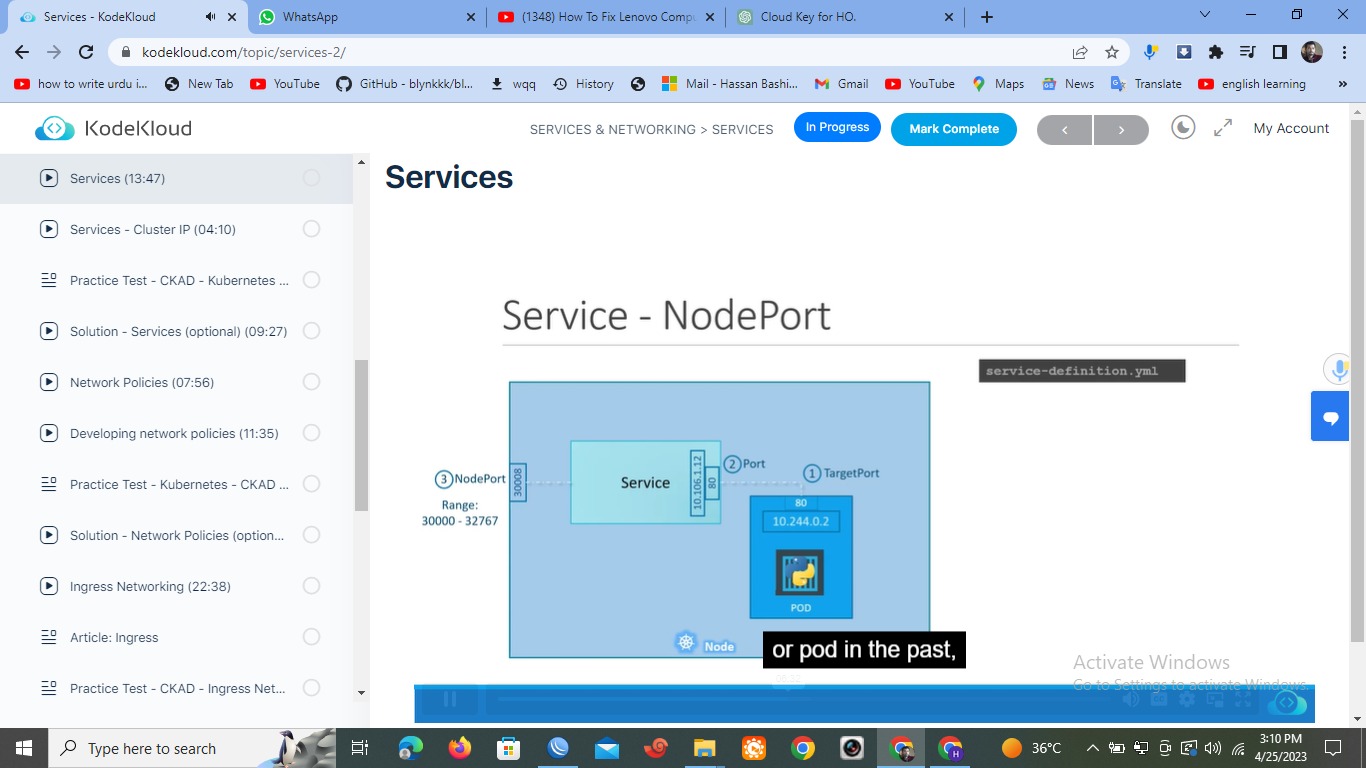 Services - KodeKloud
WhatsApp
(1348) How To Fix Lenovo Compu
Cloud Key for HO.
kodekloud.com/topic/services-2/
how to write urdu i...
New Tab
YouTube
GitHub - blynkkk/bl...
wqq
History
Mail - Hassan Bashi...
Gmail
YouTube
Maps
News
Translate
english learning
KodeKloud
SERVICES & NETWORKING > SERVICES
In Progress
Mark Complete
My Account
Services (13:47)
Services - Cluster IP (04:10)
Practice Test - CKAD - Kubernetes ...
Solution - Services (optional) (09:27)
Network Policies (07:56)
Developing network policies (11:35)
Practice Test - Kubernetes - CKAD ...
Solution - Network Policies (option...
Ingress Networking (22:38)
Article: Ingress
Practice Test - CKAD - Ingress Net...
Services
Service - NodePort
service-definition.yml
3 NodePort
Range:
30000 - 32767
30008
Service
10.106.1.12
80
2 Port
1 TargetPort
80
10.244.0.2
POD
Node
or pod in the past,
Activate Windows
Go to Settings to activate Windows.
Type here to search
H
36°C
3:10 PM
4/25/2023